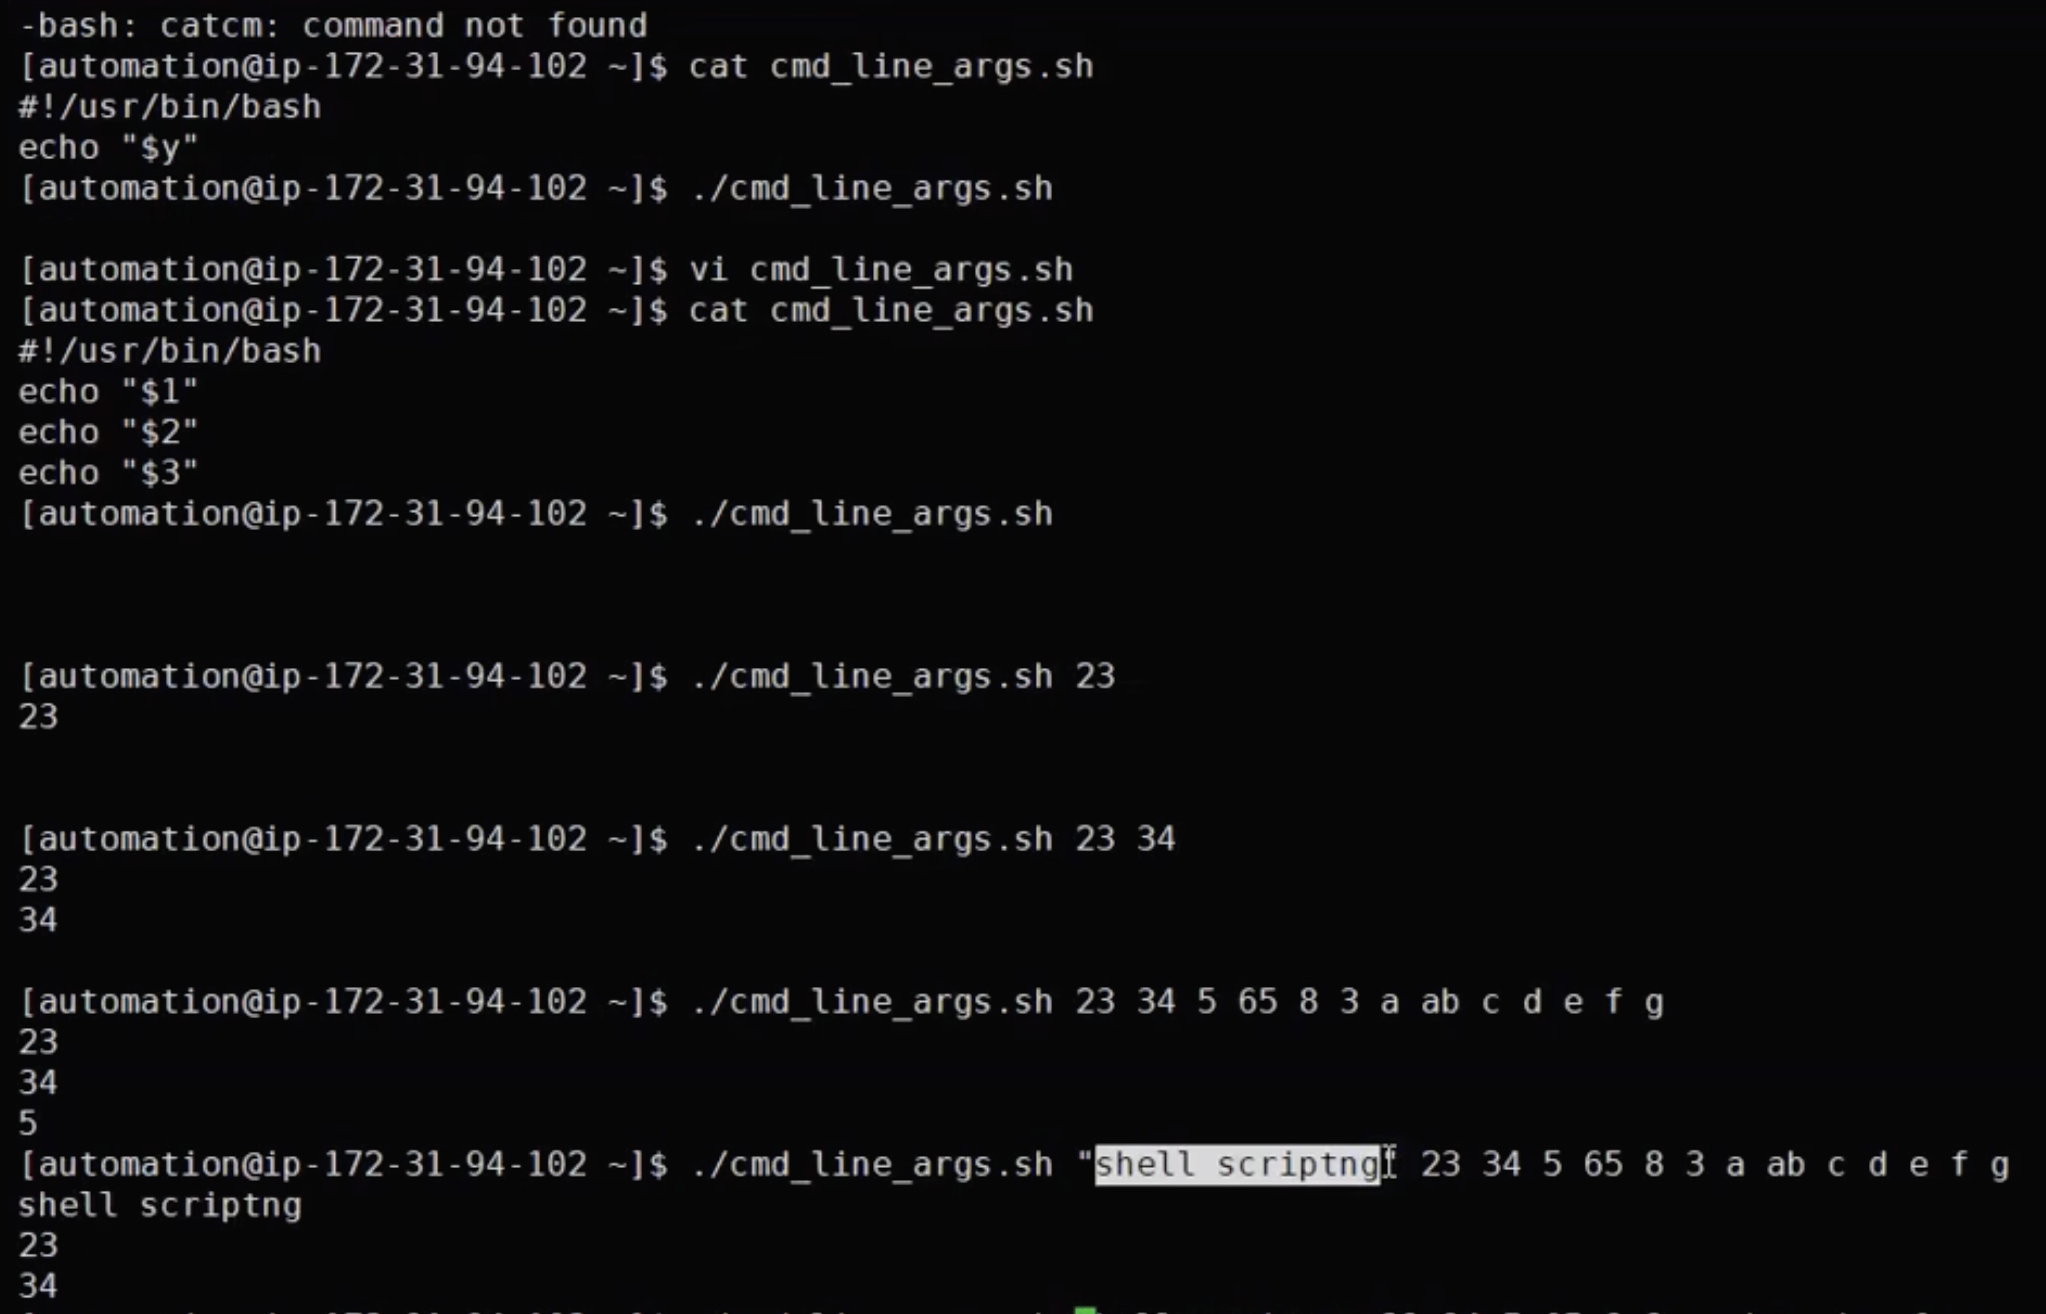 -bash: catcm: command not found
[automation@ip-172-31-94-102 ~]$ cat cmd_line_args.sh
#!/usr/bin/bash
echo "$y"
[automation@ip-172-31-94-102 ~]$ ./cmd_line_args.sh
[automation@ip-172-31-94-102 ~]$ vi cmd_line_args.sh
[automation@ip-172-31-94-102 ~]$ cat cmd_line_args.sh
#!/usr/bin/bash
echo "$1"
echo "$2"
echo "$3"
[automation@ip-172-31-94-102 ~]$ ./cmd_line_args.sh
[automation@ip-172-31-94-102 ~]$ ./cmd_line_args.sh 23
23
[automation@ip-172-31-94-102 ~]$ ./cmd_line_args.sh 23 34
23
34
[automation@ip-172-31-94-102 ~]$ ./cmd_line_args.sh 23 34 5 65 8 3 a ab c d e f g
23
34
5
[automation@ip-172-31-94-102 ~]$ ./cmd_line_args.sh "shell scriptng" 23 34 5 65 8 3 a ab c d e f g
shell scriptng
23
34